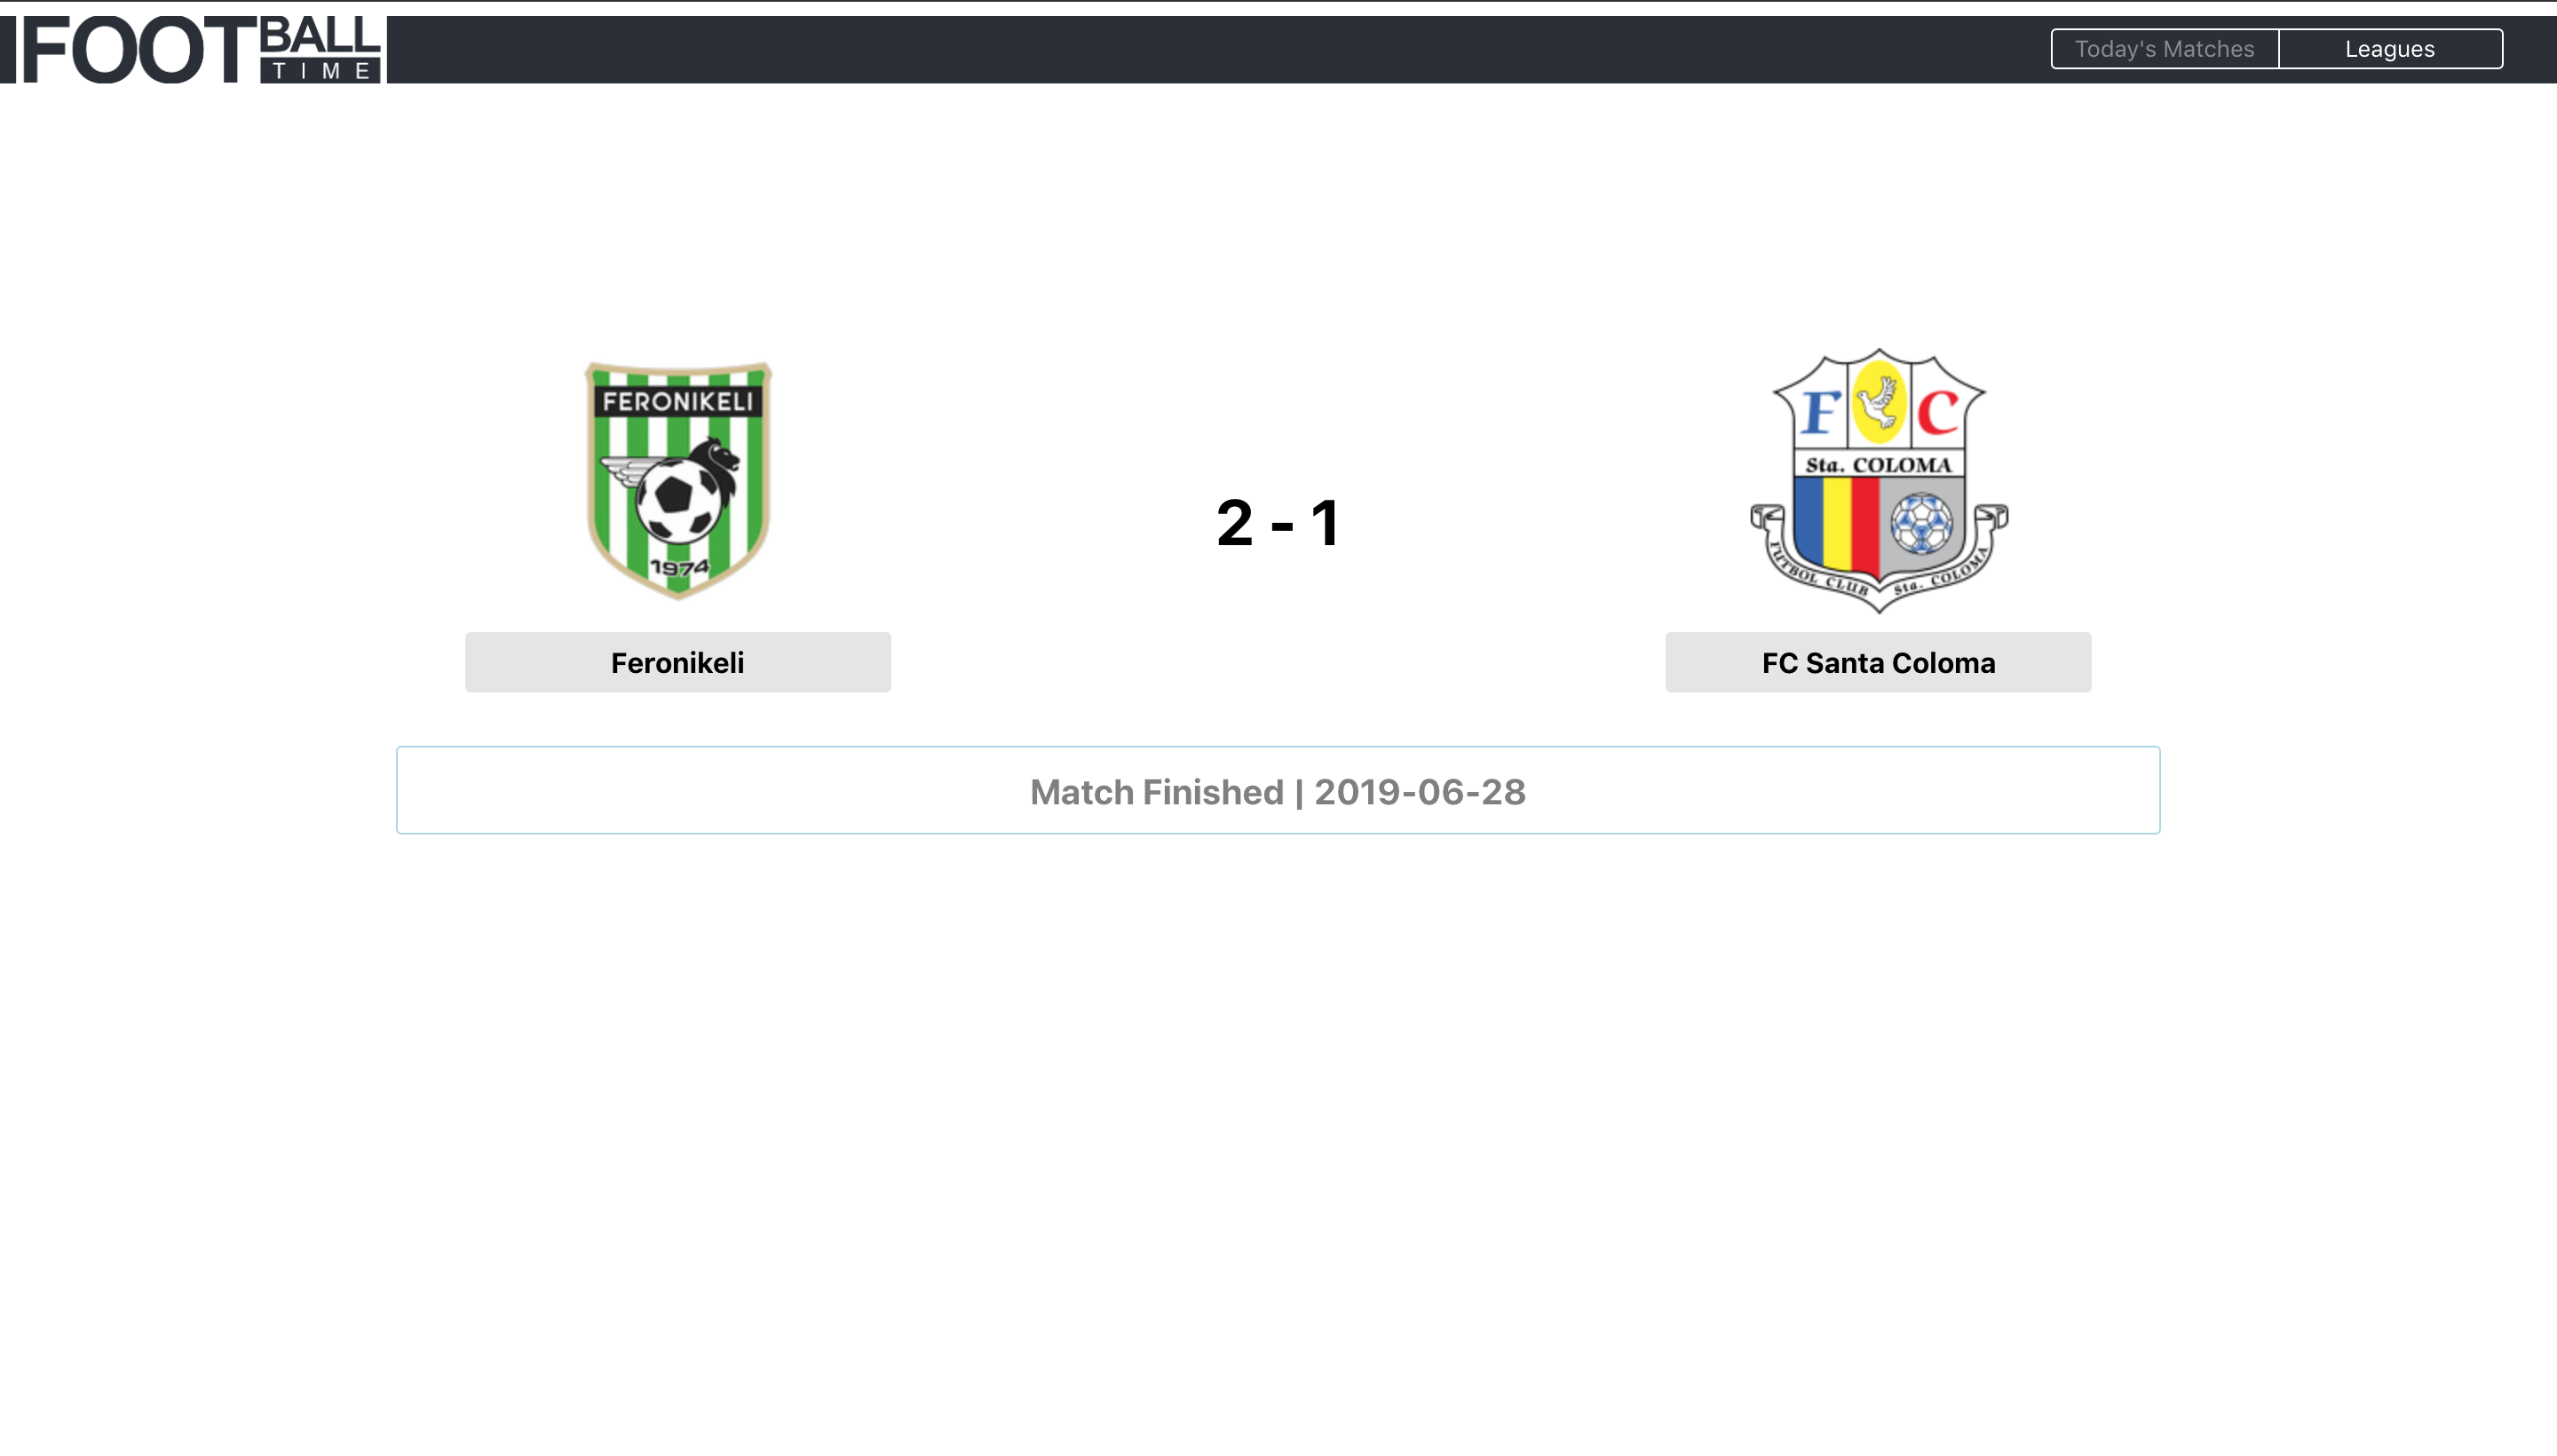 FOOTBALL
TIME
Today's Matches
Leagues
FERONIKELI
1974
F C
Sta. COLOMA
FUTBOL CLUB Sta. COLOMA
2 - 1
Feronikeli
FC Santa Coloma
Match Finished | 2019-06-28